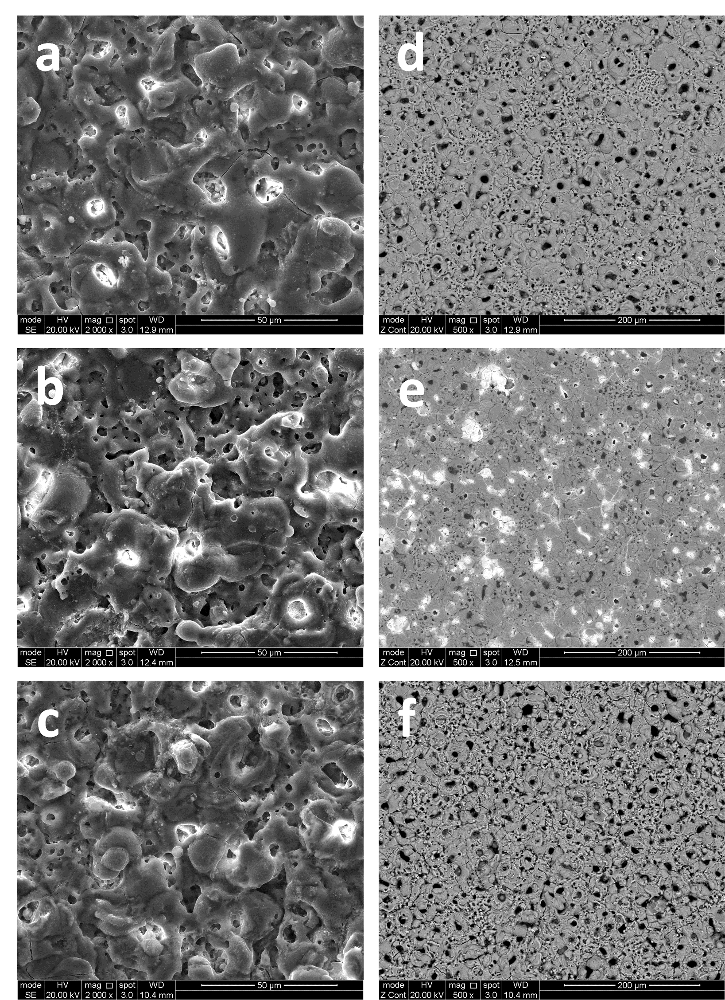 a
mode HV mag spot WD 50 µm
SE 20.00 kV 2 000 x 3.0 12.9 mm
d
mode HV mag spot WD 200 µm
Z Cont 20.00 kV 500 x 3.0 12.9 mm
b
mode HV mag spot WD 50 µm
SE 20.00 kV 2 000 x 3.0 12.4 mm
e
mode HV mag spot WD 200 µm
Z Cont 20.00 kV 500 x 3.0 12.5 mm
c
mode HV mag spot WD 50 µm
SE 20.00 kV 2 000 x 3.0 10.4 mm
f
mode HV mag spot WD 200 µm
Z Cont 20.00 kV 500 x 3.0 10.4 mm